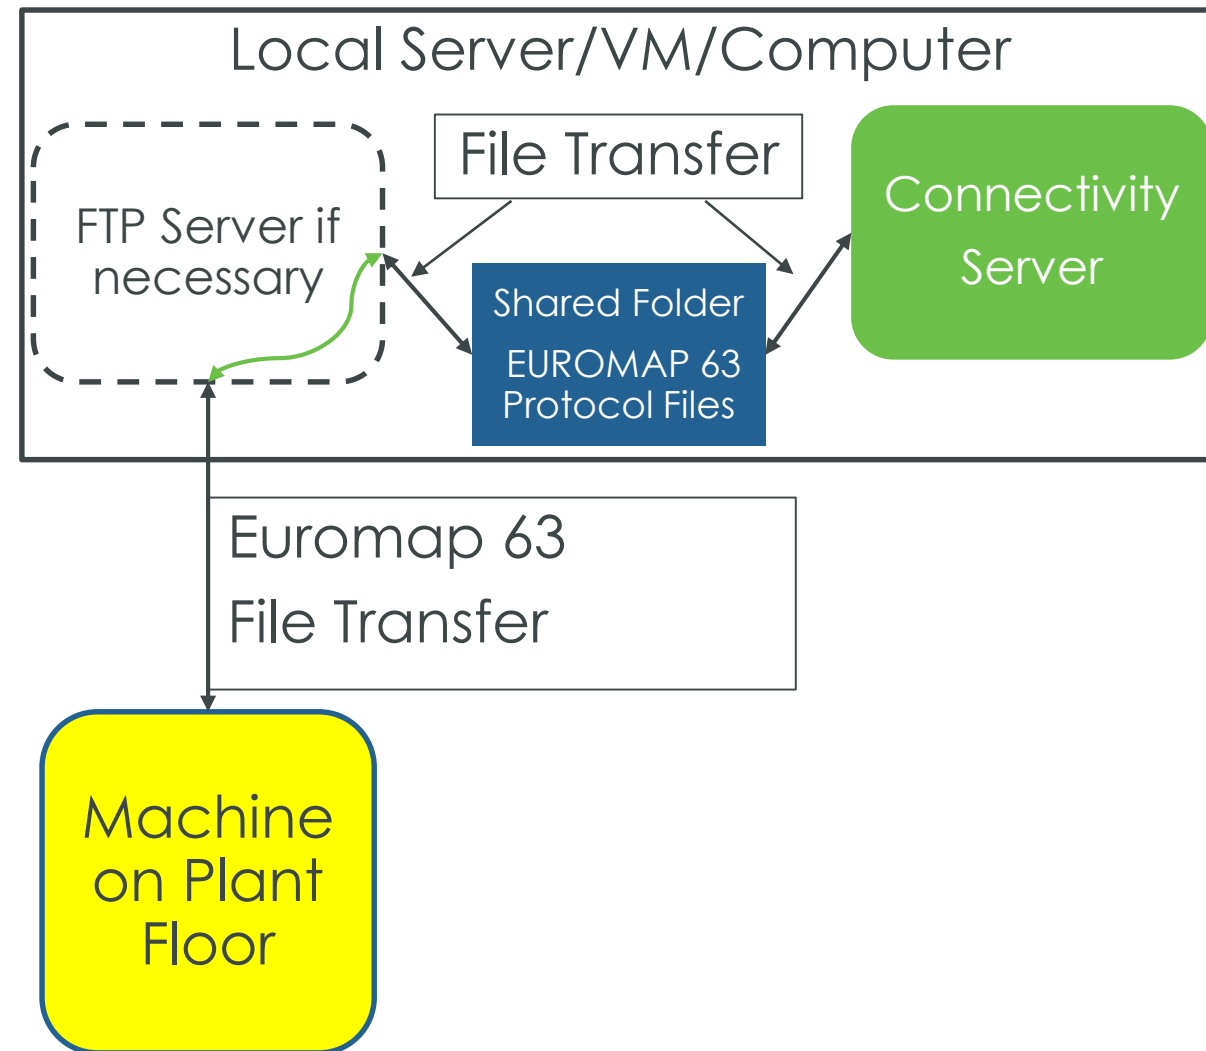 Local Server/VM/Computer
FTP Server if
necessary
File Transfer
Connectivity
Server
Shared Folder
EUROMAP 63
Protocol Files
Euromap 63
File Transfer
Machine
on Plant
Floor